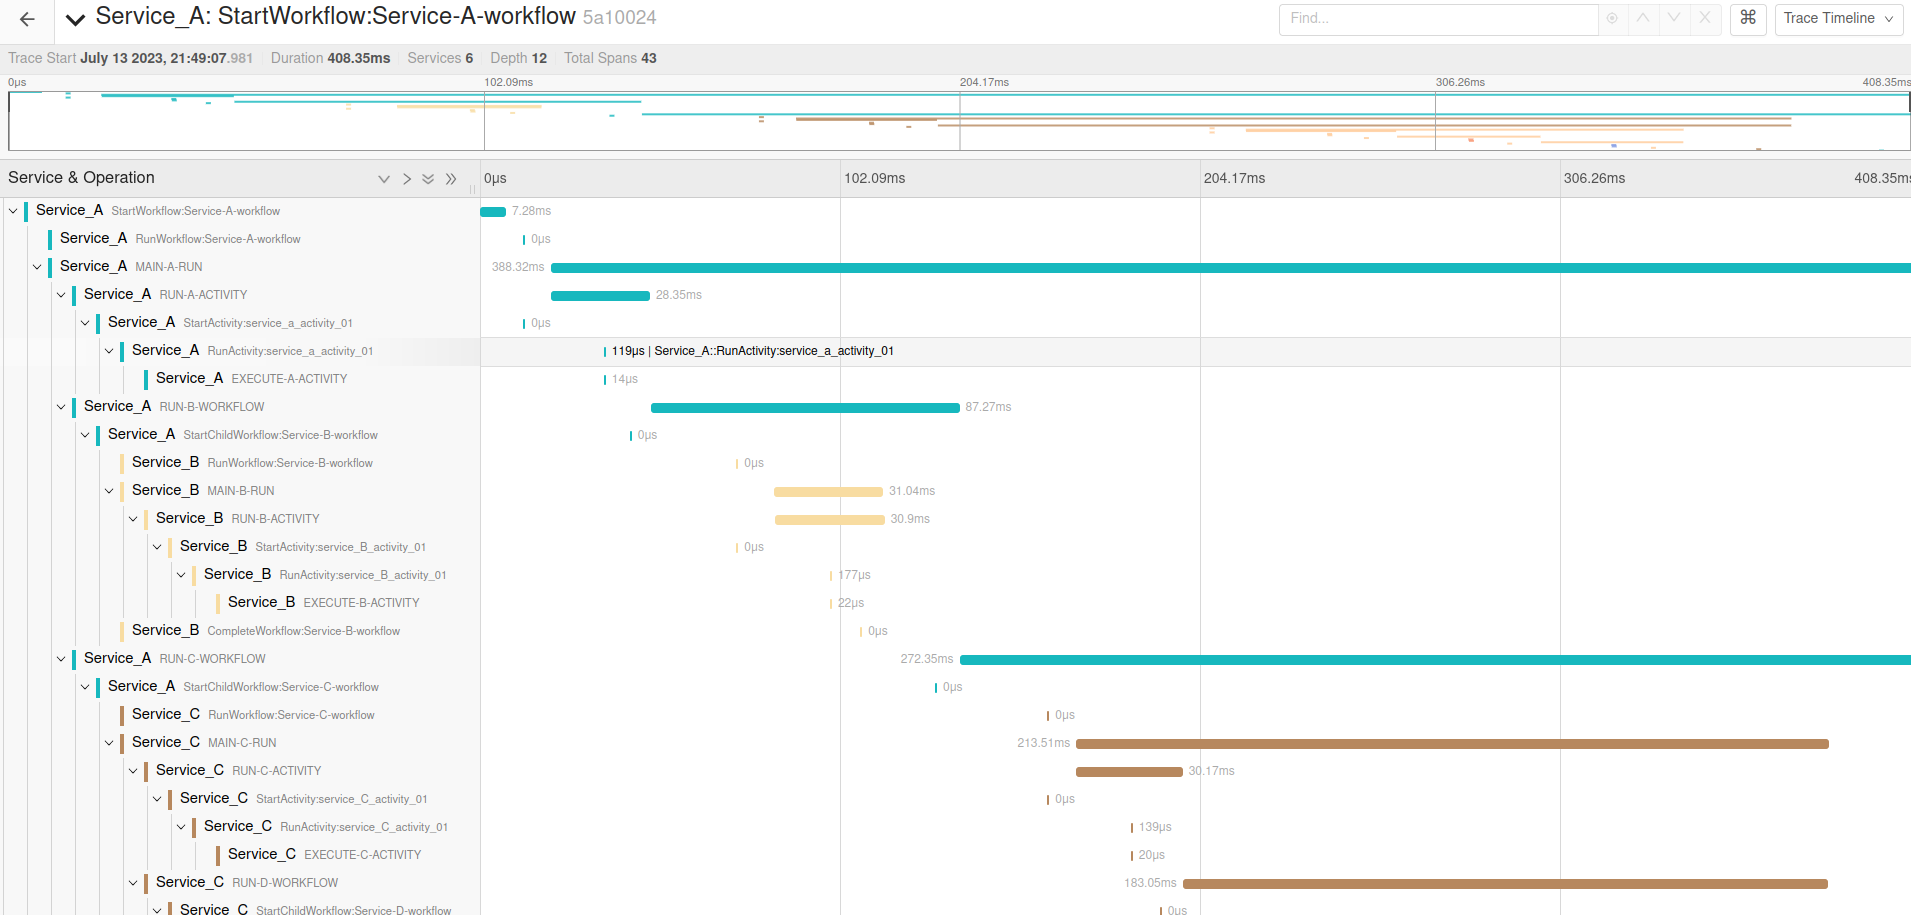 Service_A: StartWorkflow:Service-A-workflow 5a10024
Find...
⌘
Trace Timeline
Trace Start July 13 2023, 21:49:07.981 Duration 408.35ms Services 6 Depth 12 Total Spans 43
0μs 102.09ms 204.17ms 306.26ms 408.35ms
Service & Operation 0μs 102.09ms 204.17ms 306.26ms 408.35ms
Service_A StartWorkflow:Service-A-workflow 7.28ms
Service_A RunWorkflow:Service-A-workflow 0μs
Service_A MAIN-A-RUN 388.32ms
Service_A RUN-A-ACTIVITY 28.35ms
Service_A StartActivity:service_a_activity_01 0μs
Service_A RunActivity:service_a_activity_01 119μs | Service_A::RunActivity:service_a_activity_01
Service_A EXECUTE-A-ACTIVITY 14μs
Service_A RUN-B-WORKFLOW 87.27ms
Service_A StartChildWorkflow:Service-B-workflow 0μs
Service_B RunWorkflow:Service-B-workflow 0μs
Service_B MAIN-B-RUN 31.04ms
Service_B RUN-B-ACTIVITY 30.9ms
Service_B StartActivity:service_B_activity_01 0μs
Service_B RunActivity:service_B_activity_01 177μs
Service_B EXECUTE-B-ACTIVITY 22μs
Service_B CompleteWorkflow:Service-B-workflow 0μs
Service_A RUN-C-WORKFLOW 272.35ms
Service_A StartChildWorkflow:Service-C-workflow 0μs
Service_C RunWorkflow:Service-C-workflow 0μs
Service_C MAIN-C-RUN 213.51ms
Service_C RUN-C-ACTIVITY 30.17ms
Service_C StartActivity:service_C_activity_01 0μs
Service_C RunActivity:service_C_activity_01 139μs
Service_C EXECUTE-C-ACTIVITY 20μs
Service_C RUN-D-WORKFLOW 183.05ms
Service_C StartChildWorkflow:Service-D-workflow 0μs